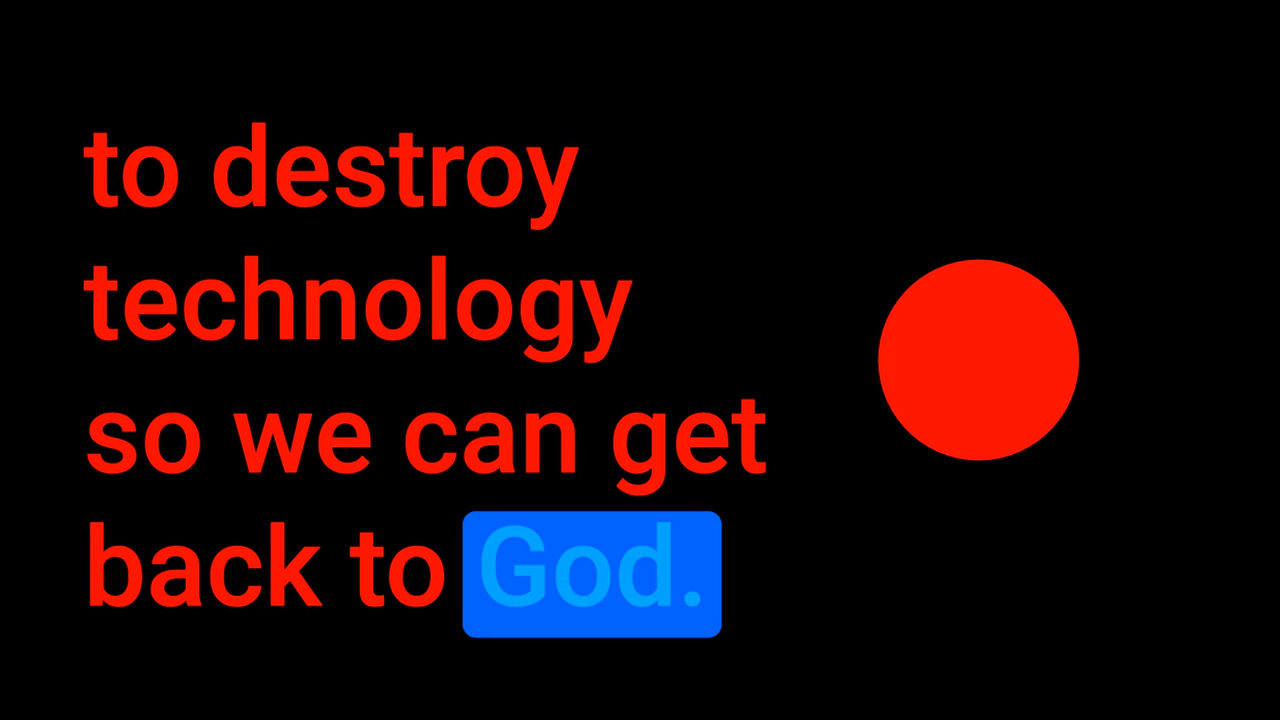 to destroy
technology
so we can get
back to God.